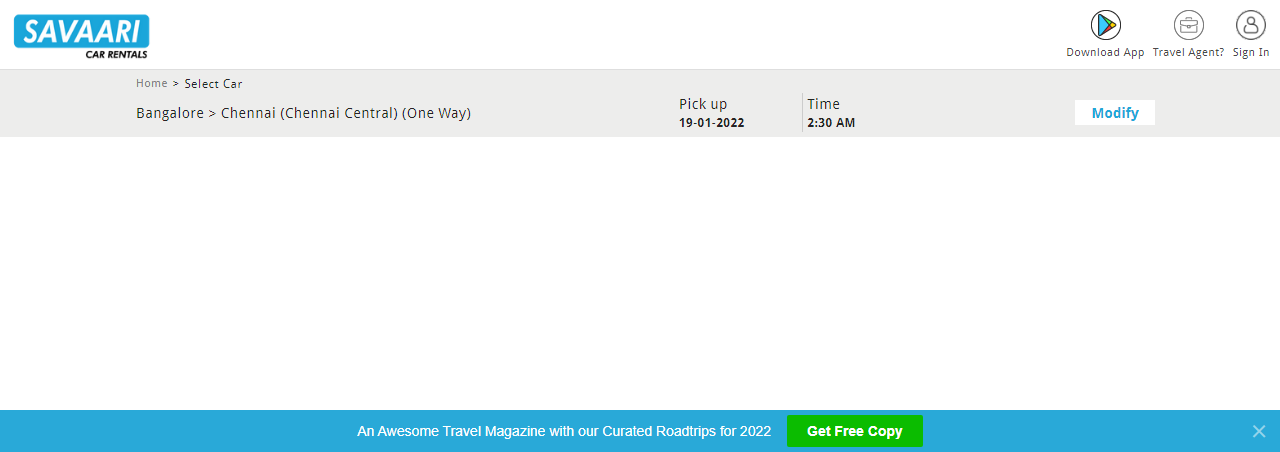 SAVAARI
CAR RENTALS
Download App
Travel Agent?
Sign In
Home > Select Car
Bangalore > Chennai (Chennai Central) (One Way)
Pick up
19-01-2022
Time
2:30 AM
Modify
An Awesome Travel Magazine with our Curated Roadtrips for 2022
Get Free Copy